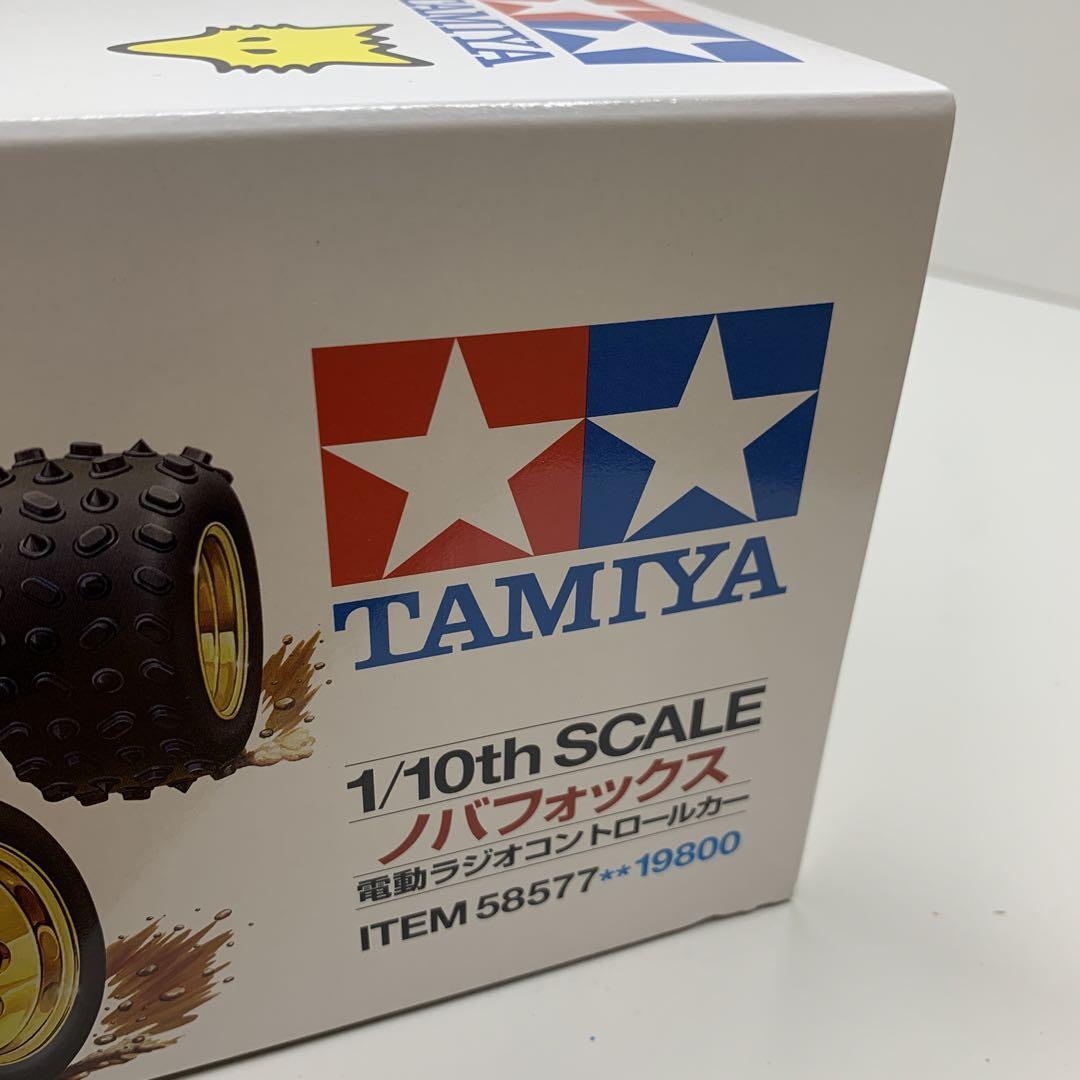 TAMIYA
TAMIYA
1/10th SCALE
ノバフォックス
電動ラジオコントロールカー
ITEM 58577**19800